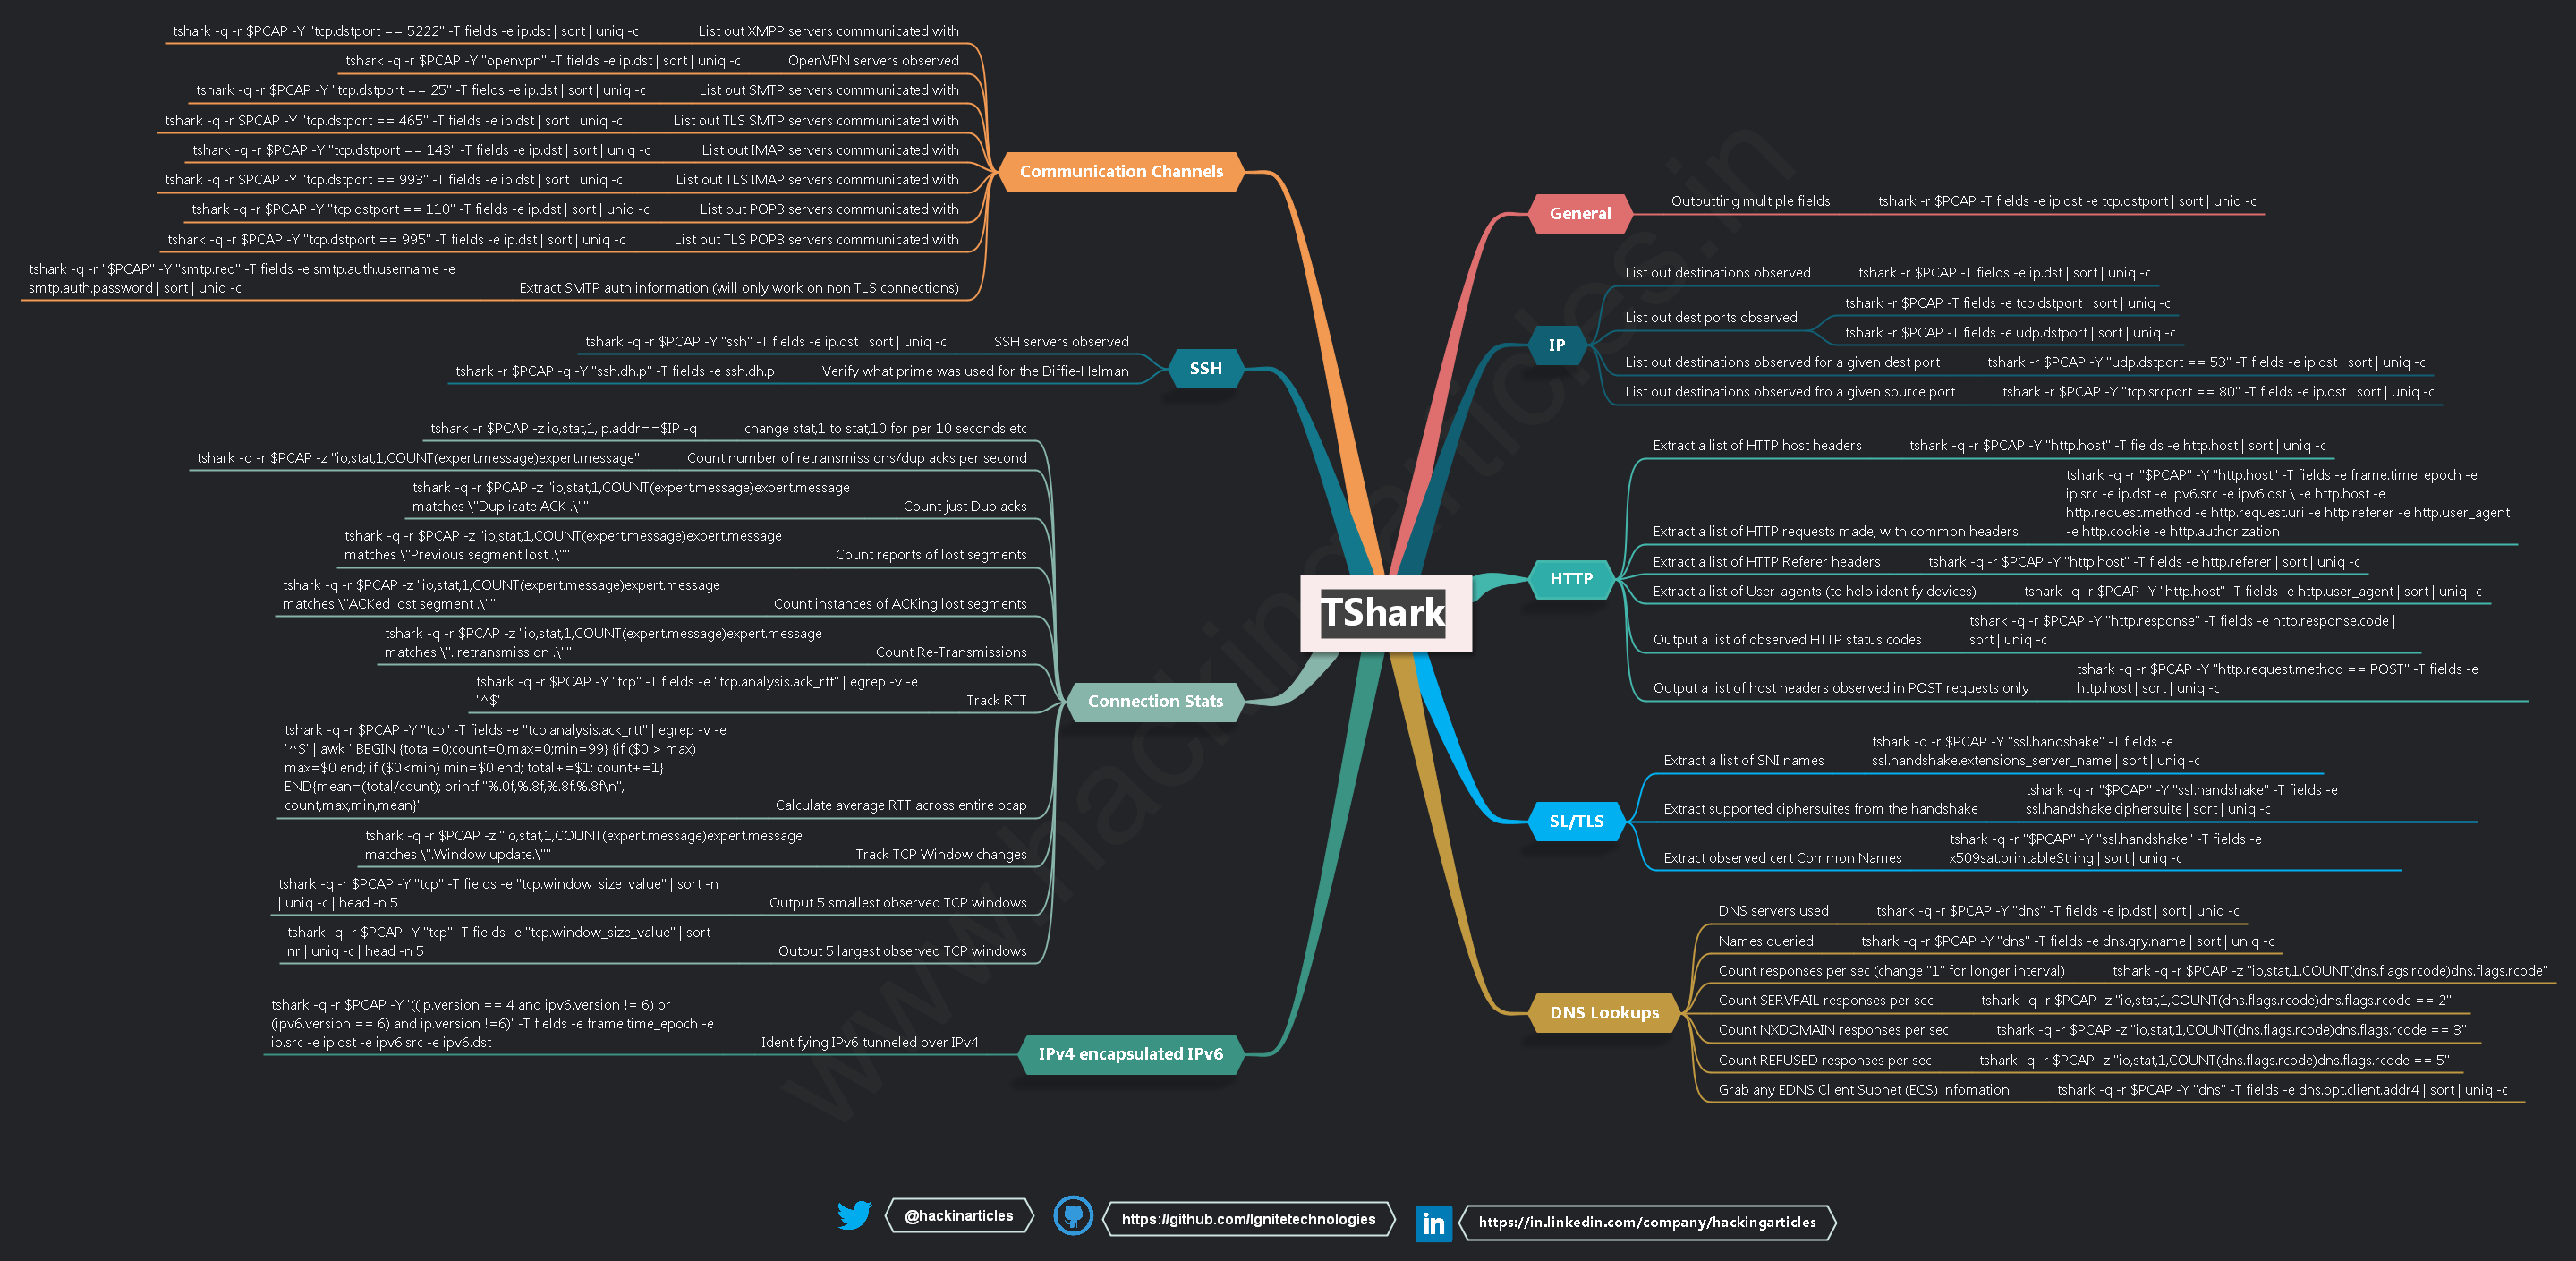 TShark
Communication Channels
tshark -q -r $PCAP -Y "tcp.dstport == 5222" -T fields -e ip.dst | sort | uniq -c
List out XMPP servers communicated with
tshark -q -r $PCAP -Y "openvpn" -T fields -e ip.dst | sort | uniq -c
OpenVPN servers observed
tshark -q -r $PCAP -Y "tcp.dstport == 25" -T fields -e ip.dst | sort | uniq -c
List out SMTP servers communicated with
tshark -q -r $PCAP -Y "tcp.dstport == 465" -T fields -e ip.dst | sort | uniq -c
List out TLS SMTP servers communicated with
tshark -q -r $PCAP -Y "tcp.dstport == 143" -T fields -e ip.dst | sort | uniq -c
List out IMAP servers communicated with
tshark -q -r $PCAP -Y "tcp.dstport == 993" -T fields -e ip.dst | sort | uniq -c
List out TLS IMAP servers communicated with
tshark -q -r $PCAP -Y "tcp.dstport == 110" -T fields -e ip.dst | sort | uniq -c
List out POP3 servers communicated with
tshark -q -r $PCAP -Y "tcp.dstport == 995" -T fields -e ip.dst | sort | uniq -c
List out TLS POP3 servers communicated with
tshark -q -r "$PCAP" -Y "smtp.req" -T fields -e smtp.auth.username -e
smtp.auth.password | sort | uniq -c
Extract SMTP auth information (will only work on non TLS connections)
SSH
tshark -q -r $PCAP -Y "ssh" -T fields -e ip.dst | sort | uniq -c
SSH servers observed
tshark -r $PCAP -q -Y "ssh.dh.p" -T fields -e ssh.dh.p
Verify what prime was used for the Diffie-Helman
Connection Stats
tshark -r $PCAP -z io,stat,1,ip.addr==$IP -q
change stat,1 to stat,10 for per 10 seconds etc
tshark -q -r $PCAP -z "io,stat,1,COUNT(expert.message)expert.message"
Count number of retransmissions/dup acks per second
tshark -q -r $PCAP -z "io,stat,1,COUNT(expert.message)expert.message
matches \"Duplicate ACK .\""
Count just Dup acks
tshark -q -r $PCAP -z "io,stat,1,COUNT(expert.message)expert.message
matches \"Previous segment lost .\""
Count reports of lost segments
tshark -q -r $PCAP -z "io,stat,1,COUNT(expert.message)expert.message
matches \"ACKed lost segment .\""
Count instances of ACKing lost segments
tshark -q -r $PCAP -z "io,stat,1,COUNT(expert.message)expert.message
matches \". retransmission .\""
Count Re-Transmissions
tshark -q -r $PCAP -Y "tcp" -T fields -e "tcp.analysis.ack_rtt" | egrep -v -e
'^$'
Track RTT
tshark -q -r $PCAP -Y "tcp" -T fields -e "tcp.analysis.ack_rtt" | egrep -v -e
'^$' | awk ' BEGIN {total=0;count=0;max=0;min=99} {if ($0 > max)
max=$0 end; if ($0<min) min=$0 end; total+=$1; count+=1}
END{mean=(total/count); printf "%.0f,%.8f,%.8f,%.8f\n",
count,max,min,mean}'
Calculate average RTT across entire pcap
tshark -q -r $PCAP -z "io,stat,1,COUNT(expert.message)expert.message
matches \".Window update.\""
Track TCP Window changes
tshark -q -r $PCAP -Y "tcp" -T fields -e "tcp.window_size_value" | sort -n
| uniq -c | head -n 5
Output 5 smallest observed TCP windows
tshark -q -r $PCAP -Y "tcp" -T fields -e "tcp.window_size_value" | sort -
nr | uniq -c | head -n 5
Output 5 largest observed TCP windows
IPv4 encapsulated IPv6
tshark -q -r $PCAP -Y '((ip.version == 4 and ipv6.version != 6) or
(ipv6.version == 6) and ip.version !=6)' -T fields -e frame.time_epoch -e
ip.src -e ip.dst -e ipv6.src -e ipv6.dst
Identifying IPv6 tunneled over IPv4
General
Outputting multiple fields
tshark -r $PCAP -T fields -e ip.dst -e tcp.dstport | sort | uniq -c
IP
List out destinations observed
tshark -r $PCAP -T fields -e ip.dst | sort | uniq -c
List out dest ports observed
tshark -r $PCAP -T fields -e tcp.dstport | sort | uniq -c
tshark -r $PCAP -T fields -e udp.dstport | sort | uniq -c
List out destinations observed for a given dest port
tshark -r $PCAP -Y "udp.dstport == 53" -T fields -e ip.dst | sort | uniq -c
List out destinations observed fro a given source port
tshark -r $PCAP -Y "tcp.srcport == 80" -T fields -e ip.dst | sort | uniq -c
HTTP
Extract a list of HTTP host headers
tshark -q -r $PCAP -Y "http.host" -T fields -e http.host | sort | uniq -c
Extract a list of HTTP requests made, with common headers
tshark -q -r "$PCAP" -Y "http.host" -T fields -e frame.time_epoch -e
ip.src -e ip.dst -e ipv6.src -e ipv6.dst \ -e http.host -e
http.request.method -e http.request.uri -e http.referer -e http.user_agent
-e http.cookie -e http.authorization
Extract a list of HTTP Referer headers
tshark -q -r $PCAP -Y "http.host" -T fields -e http.referer | sort | uniq -c
Extract a list of User-agents (to help identify devices)
tshark -q -r $PCAP -Y "http.host" -T fields -e http.user_agent | sort | uniq -c
Output a list of observed HTTP status codes
tshark -q -r $PCAP -Y "http.response" -T fields -e http.response.code |
sort | uniq -c
Output a list of host headers observed in POST requests only
tshark -q -r $PCAP -Y "http.request.method == POST" -T fields -e
http.host | sort | uniq -c
SL/TLS
Extract a list of SNI names
tshark -q -r $PCAP -Y "ssl.handshake" -T fields -e
ssl.handshake.extensions_server_name | sort | uniq -c
Extract supported ciphersuites from the handshake
tshark -q -r "$PCAP" -Y "ssl.handshake" -T fields -e
ssl.handshake.ciphersuite | sort | uniq -c
Extract observed cert Common Names
tshark -q -r "$PCAP" -Y "ssl.handshake" -T fields -e
x509sat.printableString | sort | uniq -c
DNS Lookups
DNS servers used
tshark -q -r $PCAP -Y "dns" -T fields -e ip.dst | sort | uniq -c
Names queried
tshark -q -r $PCAP -Y "dns" -T fields -e dns.qry.name | sort | uniq -c
Count responses per sec (change "1" for longer interval)
tshark -q -r $PCAP -z "io,stat,1,COUNT(dns.flags.rcode)dns.flags.rcode"
Count SERVFAIL responses per sec
tshark -q -r $PCAP -z "io,stat,1,COUNT(dns.flags.rcode)dns.flags.rcode == 2"
Count NXDOMAIN responses per sec
tshark -q -r $PCAP -z "io,stat,1,COUNT(dns.flags.rcode)dns.flags.rcode == 3"
Count REFUSED responses per sec
tshark -q -r $PCAP -z "io,stat,1,COUNT(dns.flags.rcode)dns.flags.rcode == 5"
Grab any EDNS Client Subnet (ECS) infomation
tshark -q -r $PCAP -Y "dns" -T fields -e dns.opt.client.addr4 | sort | uniq -c
@hackinarticles
https://github.com/Ignitetechnologies
in
https://in.linkedin.com/company/hackingarticles